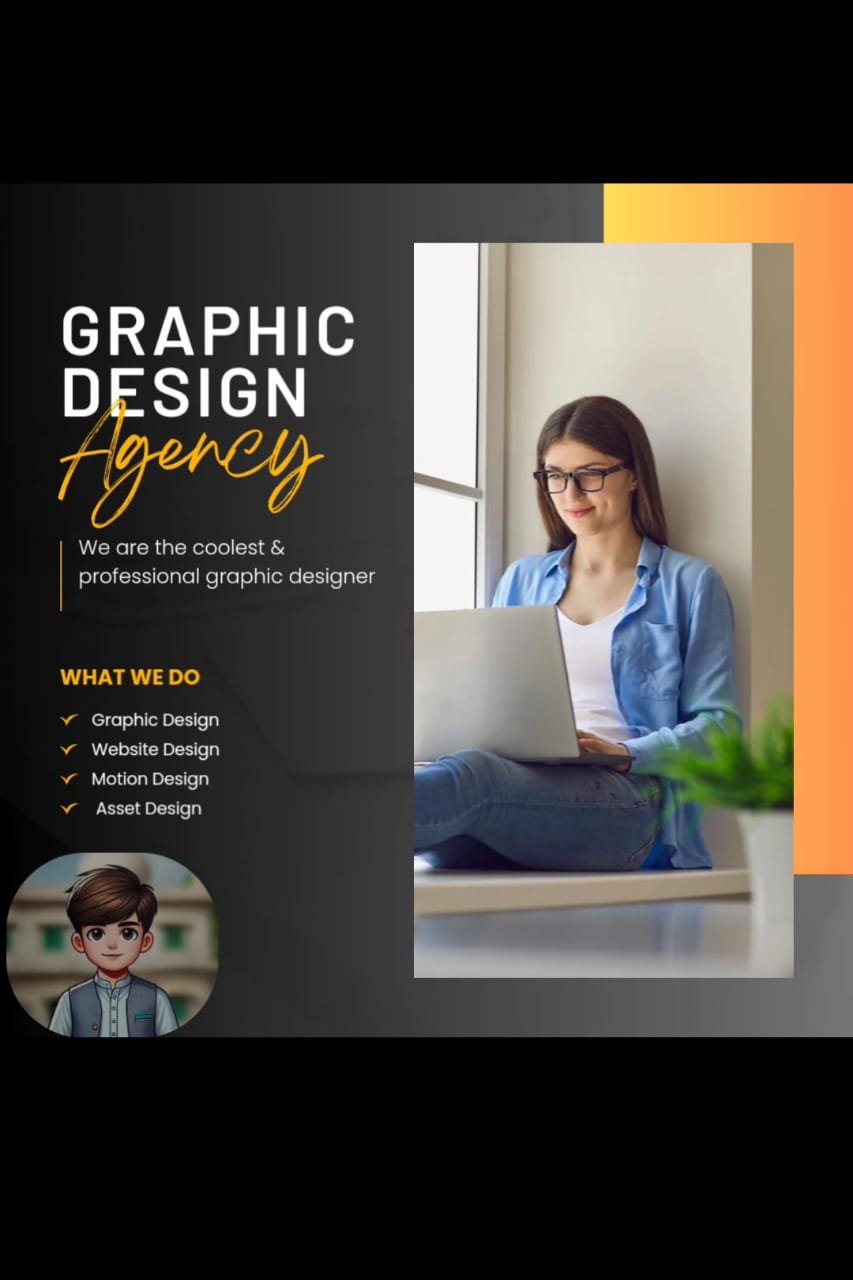 GRAPHIC
DESIGN
Agency
We are the coolest &
professional graphic designer
WHAT WE DO
Graphic Design
Website Design
Motion Design
Asset Design